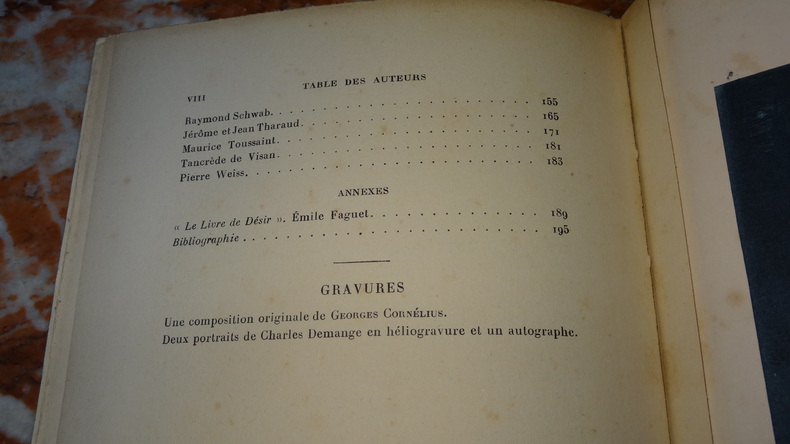 VIII
TABLE DES AUTEURS
Raymond Schwab. . . . . . . . . . . . . . . . . . . . 155
Jérôme et Jean Tharaud. . . . . . . . . . . . . . . . . . 165
Maurice Toussaint. . . . . . . . . . . . . . . . . . . . 171
Tancrède de Visan. . . . . . . . . . . . . . . . . . . . 181
Pierre Weiss. . . . . . . . . . . . . . . . . . . . . . 183
ANNEXES
« Le Livre de Désir ». Émile Faguet. . . . . . . . . . . . . 189
Bibliographie . . . . . . . . . . . . . . . . . . . . . 195
GRAVURES
Une composition originale de Georges Cornélius.
Deux portraits de Charles Demange en héliogravure et un autographe.